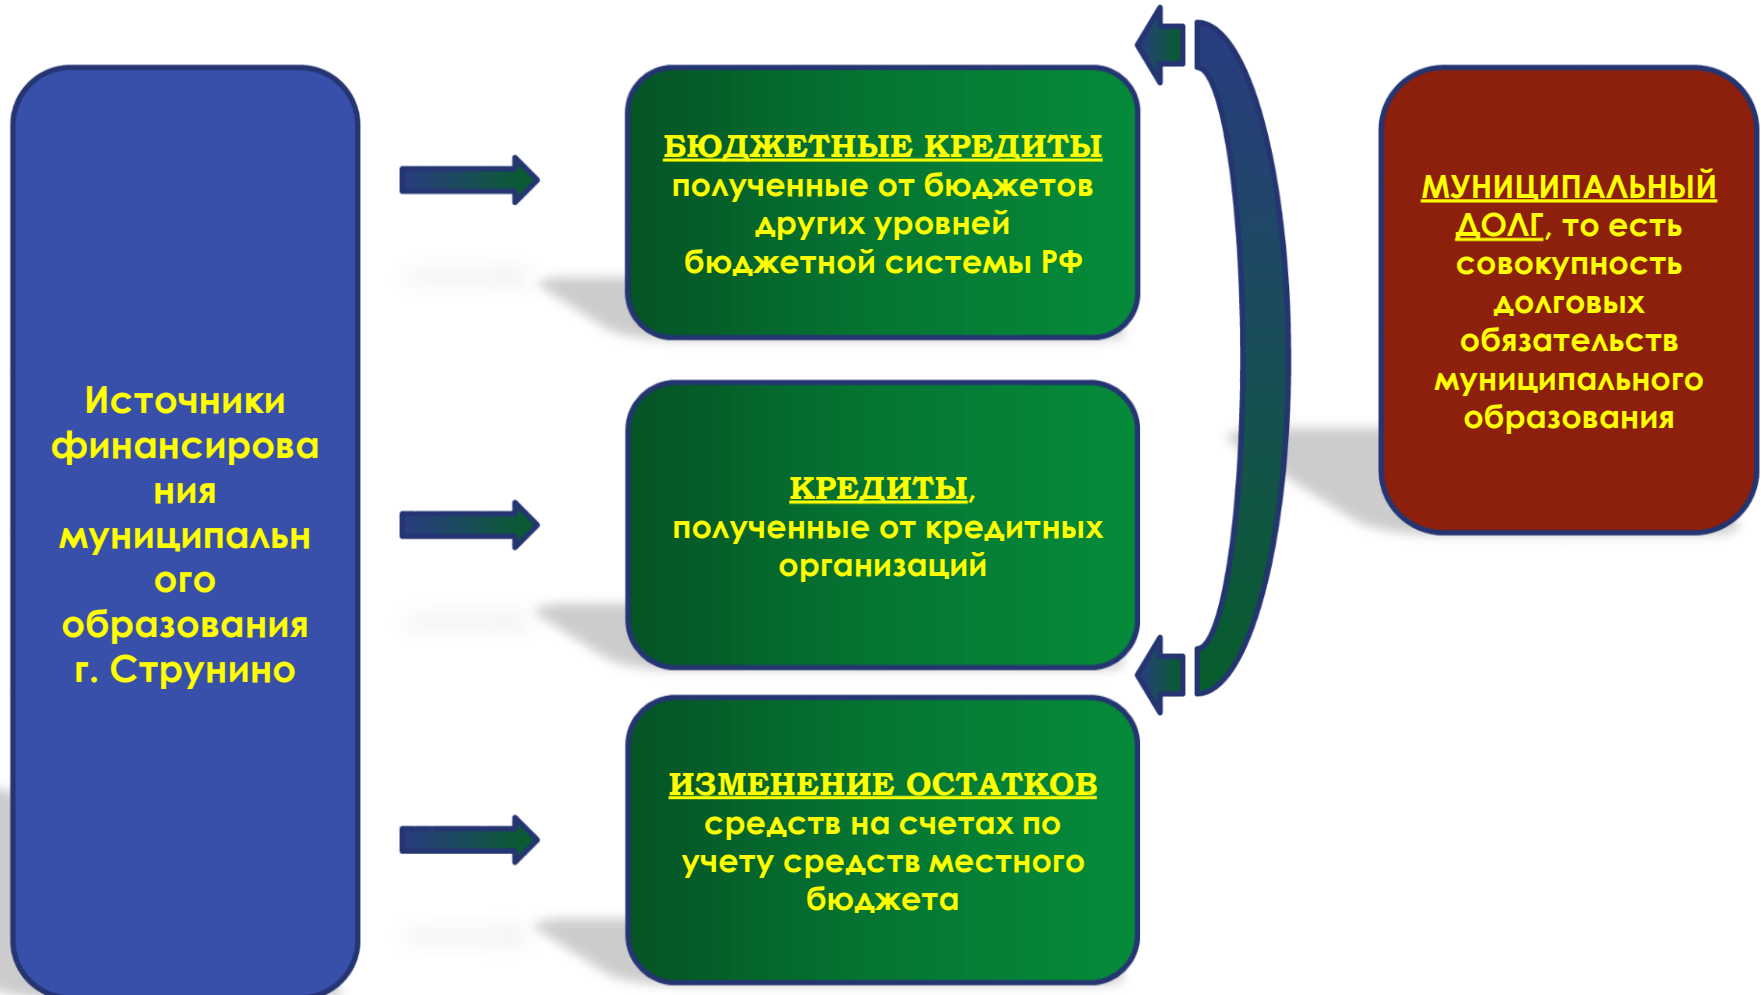 Источники
финансирова
ния
муниципальн
ого
образования
г. Струнино
БЮДЖЕТНЫЕ КРЕДИТЫ
полученные от бюджетов
других уровней
бюджетной системы РФ
КРЕДИТЫ,
полученные от кредитных
организаций
ИЗМЕНЕНИЕ ОСТАТКОВ
средств на счетах по
учету средств местного
бюджета
МУНИЦИПАЛЬНЫЙ
ДОЛГ, то есть
совокупность
долговых
обязательств
муниципального
образования